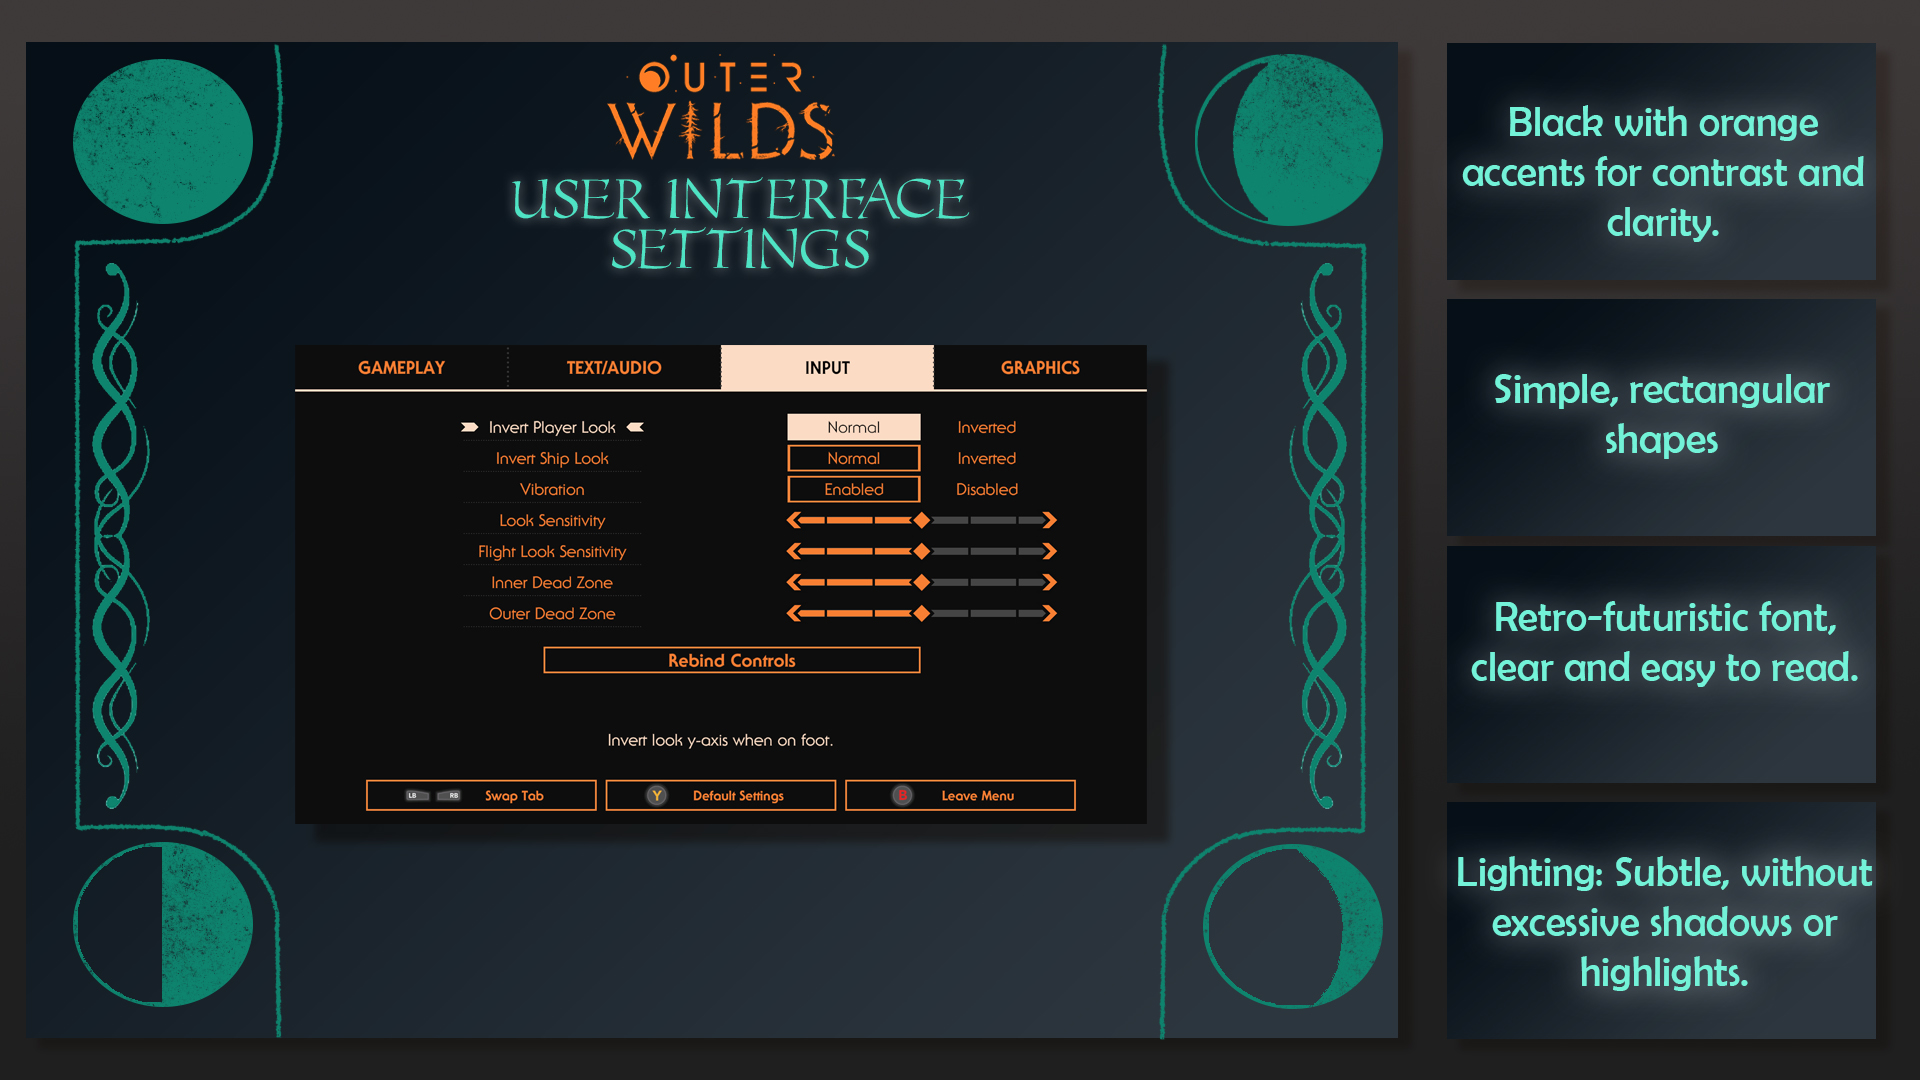 OUTER
WILDS
USER INTERFACE
SETTINGS
GAMEPLAY TEXT/AUDIO INPUT GRAPHICS
Invert Player Look Normal Inverted
Invert Ship Look Normal Inverted
Vibration Enabled Disabled
Look Sensitivity
Flight Look Sensitivity
Inner Dead Zone
Outer Dead Zone
Rebind Controls
Invert look y-axis when on foot.
LB RB Swap Tab Y Default Settings B Leave Menu
Black with orange
accents for contrast and
clarity.
Simple, rectangular
shapes
Retro-futuristic font,
clear and easy to read.
Lighting: Subtle, without
excessive shadows or
highlights.